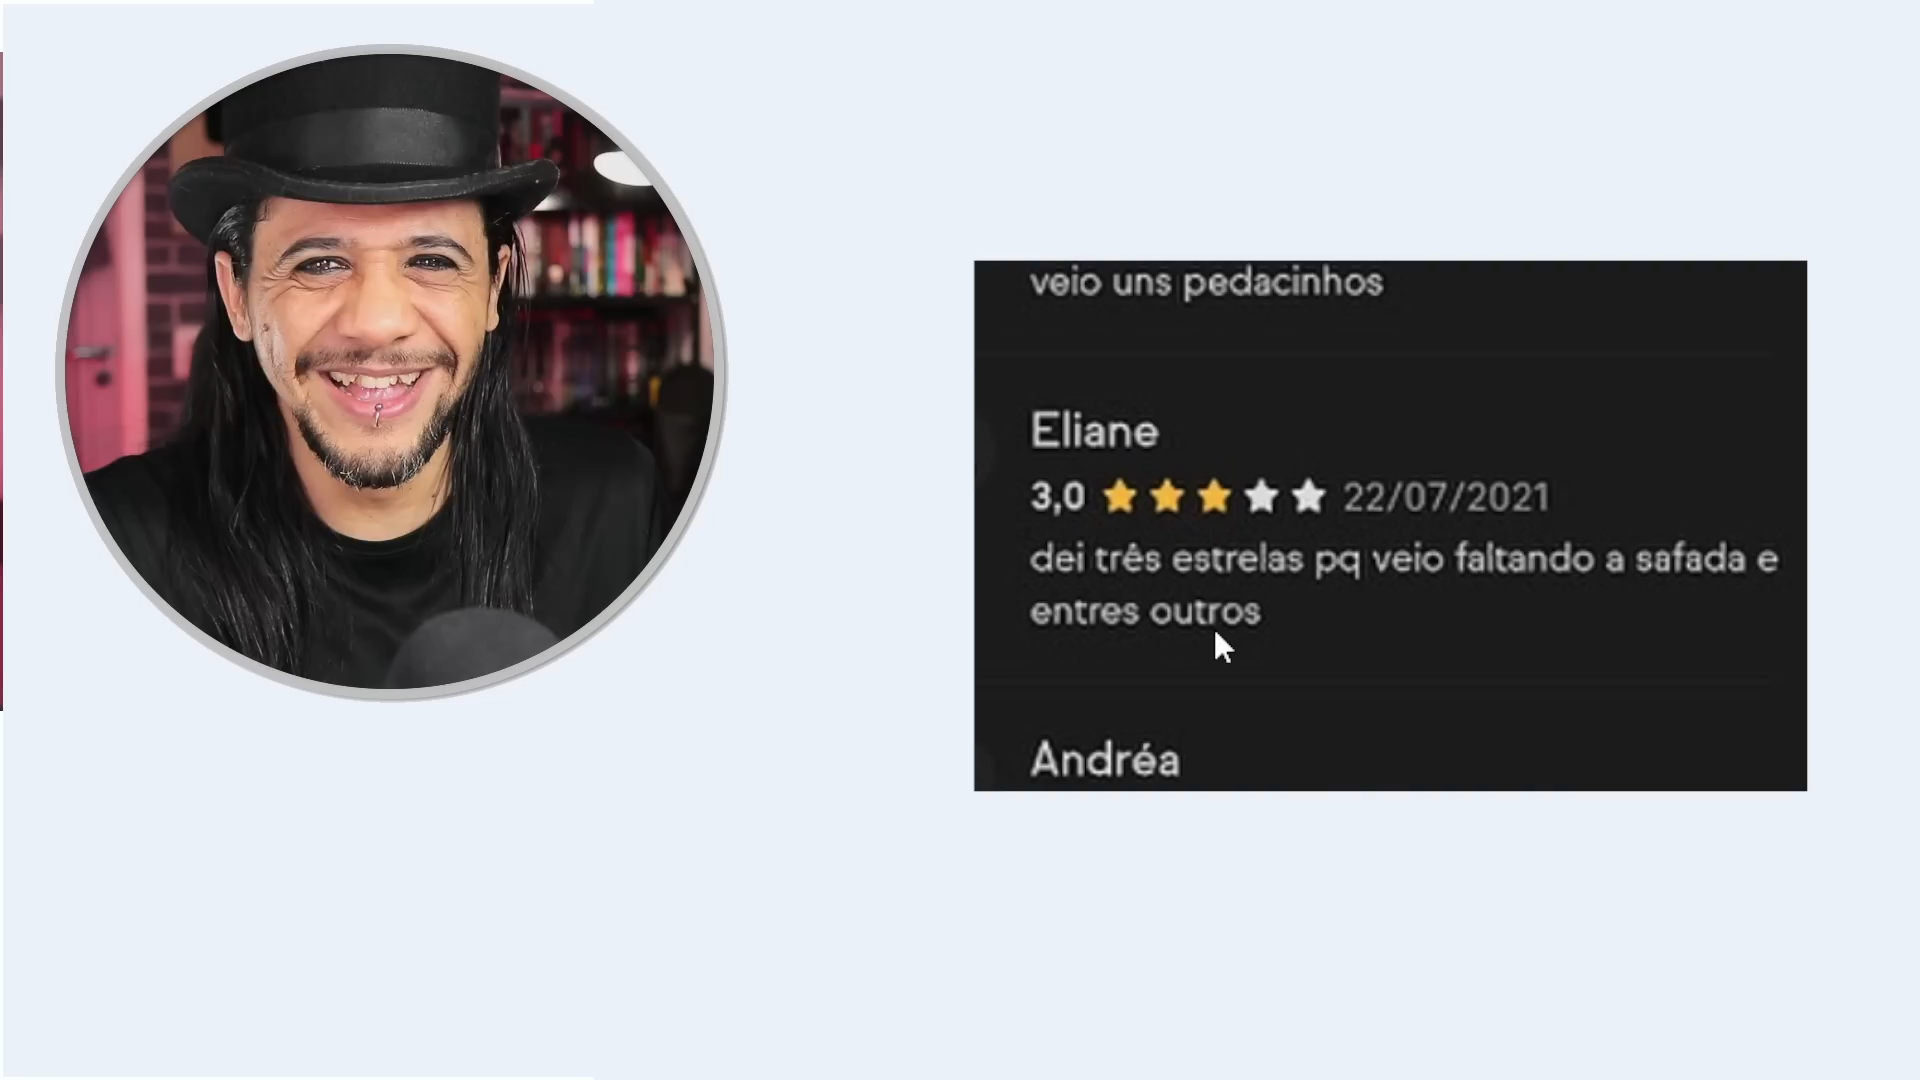 veio uns pedacinhos
Eliane
3,0 22/07/2021
dei três estrelas pq veio faltando a safada e
entres outros
Andréa